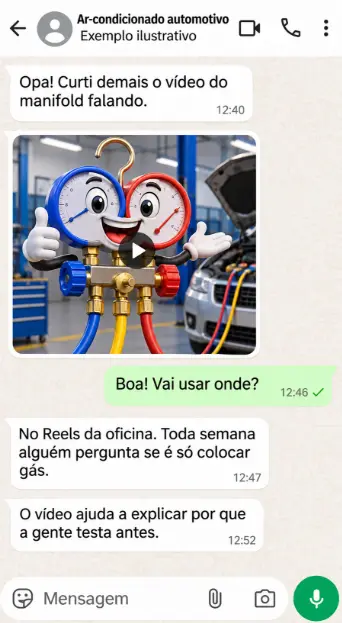 Ar-condicionado automotivo
Exemplo ilustrativo
Opa! Curti demais o vídeo do
manifold falando.
12:40
Boa! Vai usar onde?
12:46
No Reels da oficina. Toda semana
alguém pergunta se é só colocar
gás.
12:47
O vídeo ajuda a explicar por que
a gente testa antes.
12:52
Mensagem